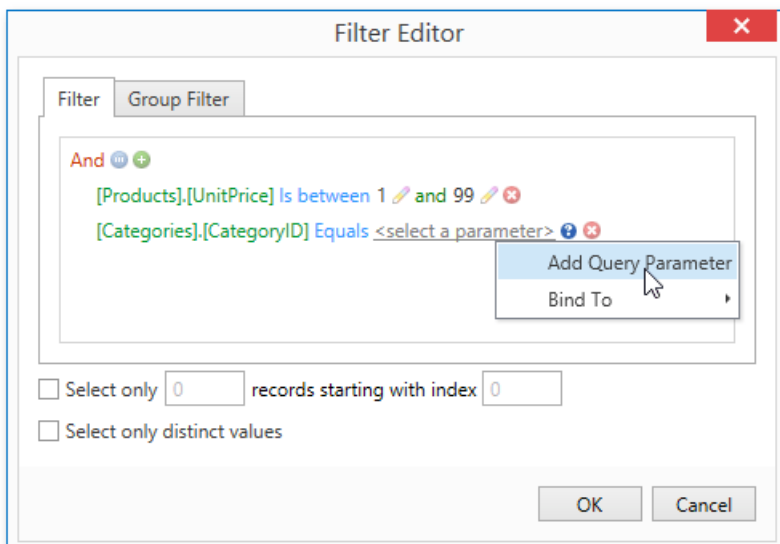 Filter Editor
Filter
Group Filter
And
[Products].[UnitPrice] Is between 1 and 99
[Categories].[CategoryID] Equals <select a parameter> ?
Add Query Parameter
Bind To
Select only 0 records starting with index 0
Select only distinct values
OK
Cancel